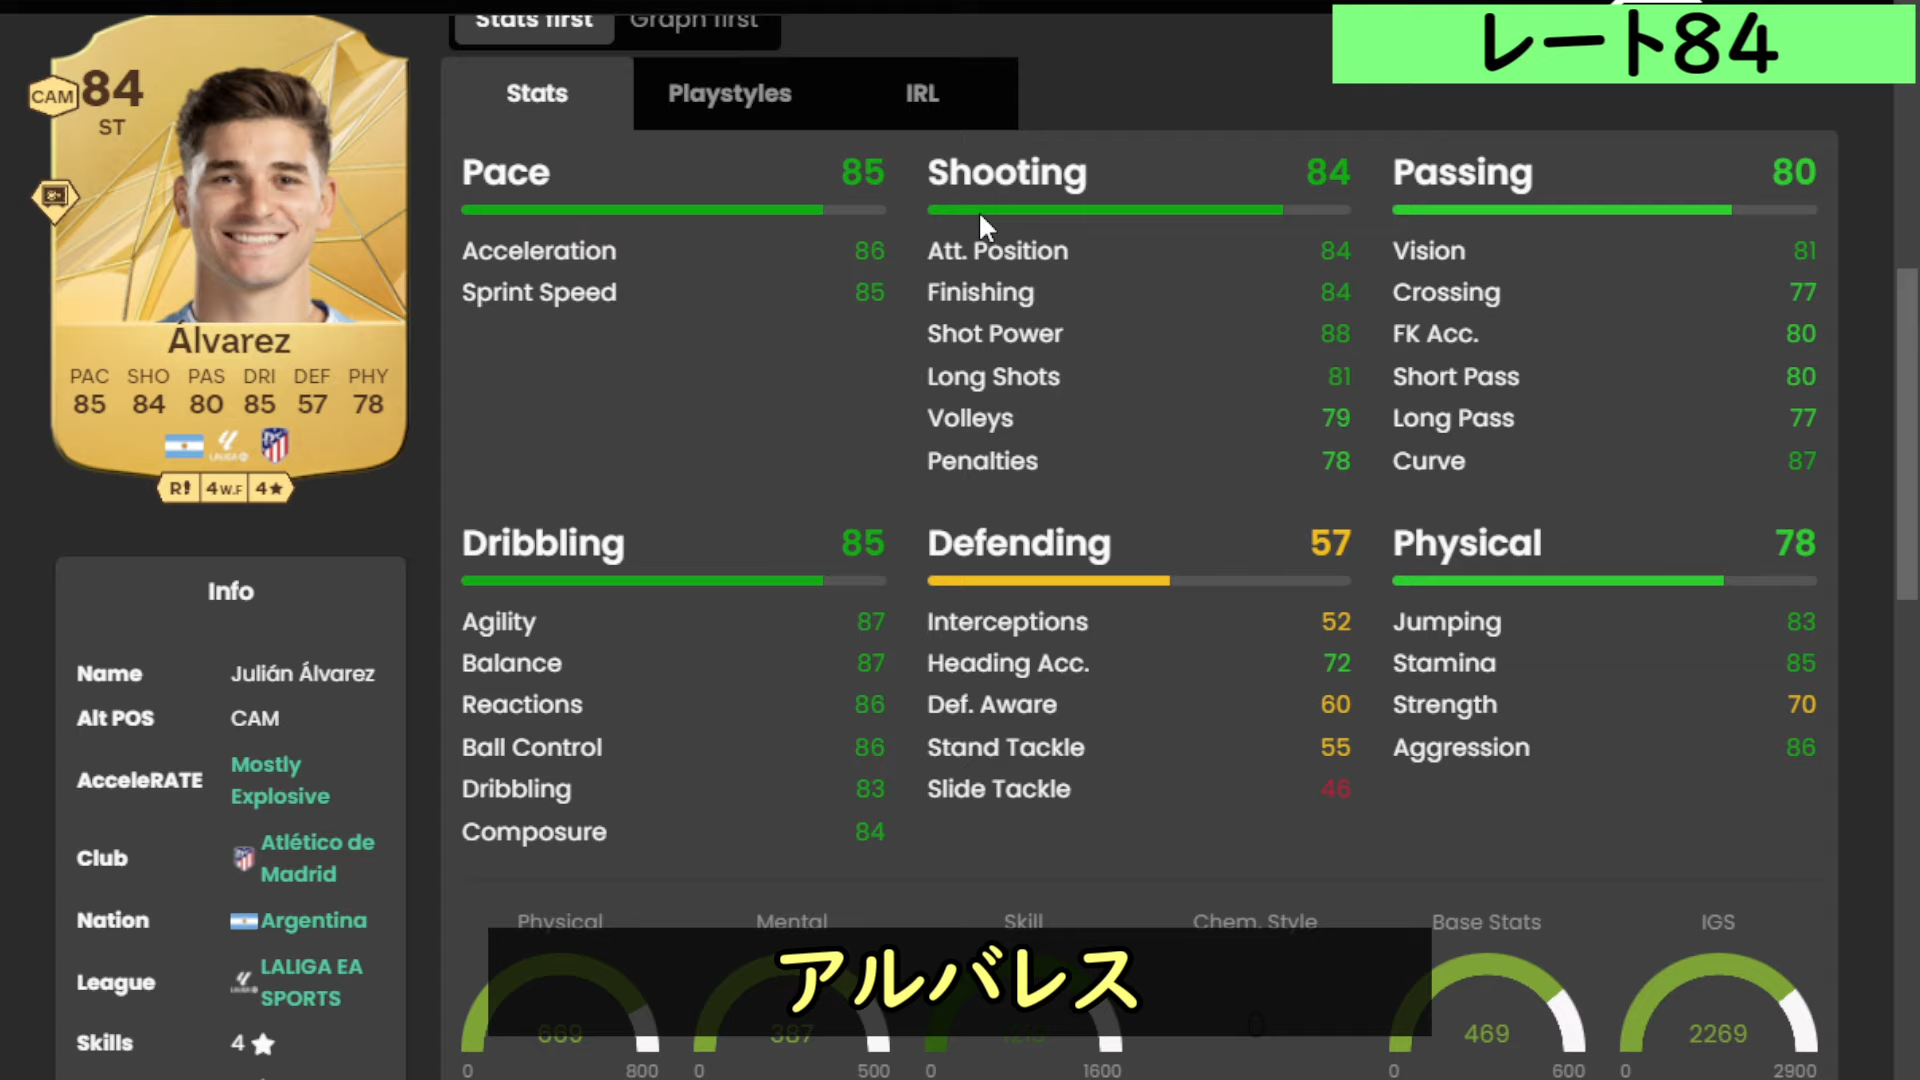 Stats first Graph first
レート84
Stats Playstyles IRL
CAM 84
ST
Álvarez
PAC SHO PAS DRI DEF PHY
85 84 80 85 57 78
LALIGA
R 4 W.F 4★
Pace 85
Acceleration 86
Sprint Speed 85
Shooting 84
Att. Position 84
Finishing 84
Shot Power 88
Long Shots 81
Volleys 79
Penalties 78
Passing 80
Vision 81
Crossing 77
FK Acc. 80
Short Pass 80
Long Pass 77
Curve 87
Dribbling 85
Agility 87
Balance 87
Reactions 86
Ball Control 86
Dribbling 83
Composure 84
Defending 57
Interceptions 52
Heading Acc. 72
Def. Aware 60
Stand Tackle 55
Slide Tackle 46
Physical 78
Jumping 83
Stamina 85
Strength 70
Aggression 86
Info
Name Julián Álvarez
Alt POS CAM
AcceleRATE Mostly
Explosive
Club Atlético de
Madrid
Nation Argentina
League LALIGA EA
SPORTS
Skills 4★
Physical Mental Skill Chem. Style Base Stats IGS
アルバレス
669 387 0 469 2269
0 800 0 500 0 1600 0 600 0 2900